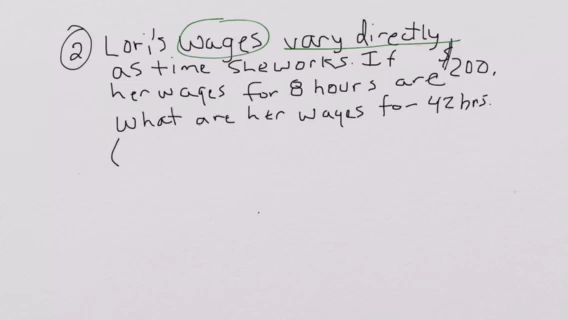 ② Lori's wages vary directly
as time she works. If
her wages for 8 hours are $200.
What are her wages for 42 hrs.
(